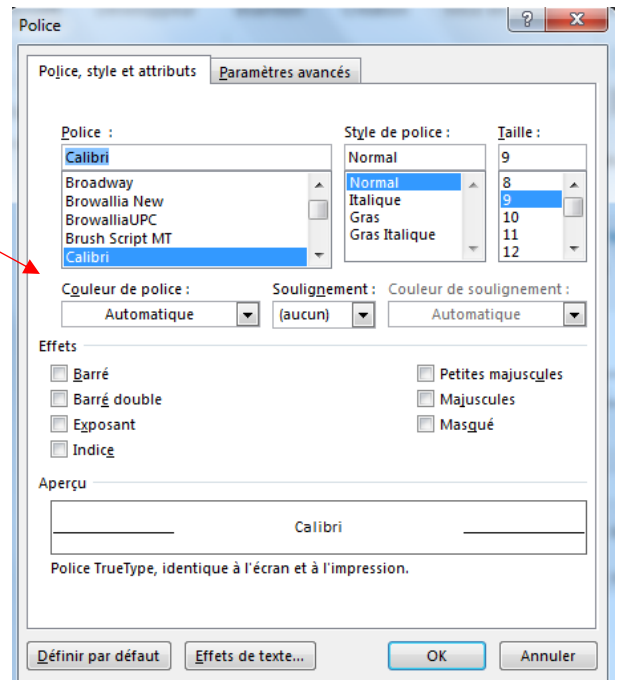 Police
?
X
Police, style et attributs Paramètres avancés
Police : Style de police : Taille :
Calibri Normal 9
Broadway Normal 8
Browallia New Italique 9
BrowalliaUPC Gras 10
Brush Script MT Gras Italique 11
Calibri 12
Couleur de police : Soulignement : Couleur de soulignement :
Automatique (aucun) Automatique
Effets
Barré Petites majuscules
Barré double Majuscules
Exposant Masqué
Indice
Aperçu
Calibri
Police TrueType, identique à l'écran et à l'impression.
Définir par défaut Effets de texte... OK Annuler